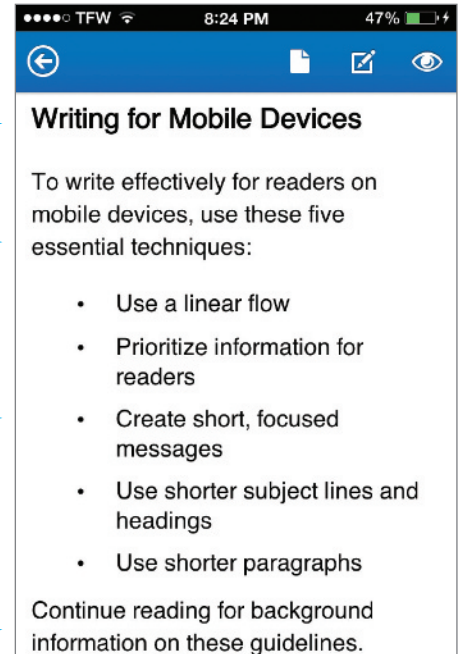 TFW 8:24 PM 47%
Writing for Mobile Devices
To write effectively for readers on
mobile devices, use these five
essential techniques:
• Use a linear flow
• Prioritize information for
readers
• Create short, focused
messages
• Use shorter subject lines and
headings
• Use shorter paragraphs
Continue reading for background
information on these guidelines.